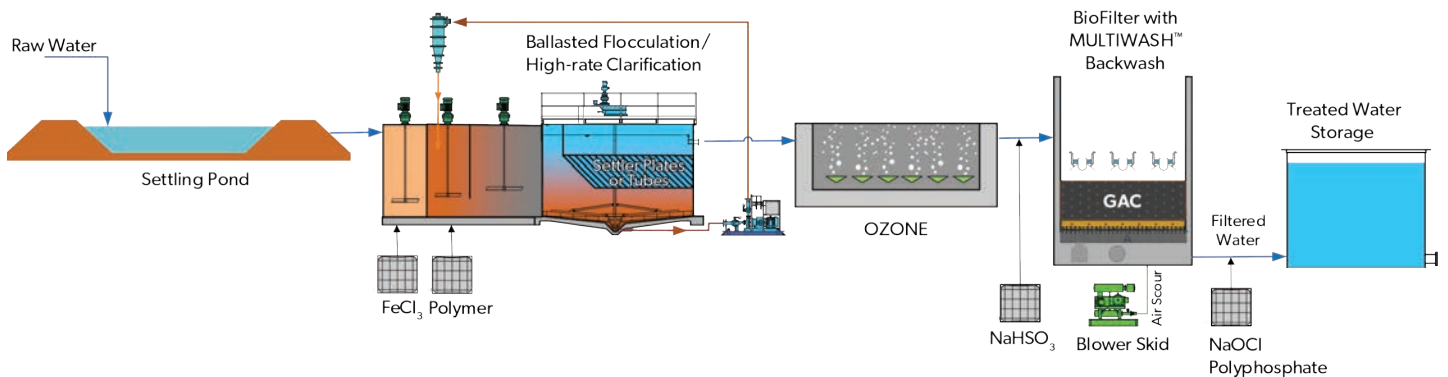 Raw Water
Settling Pond
Ballasted Flocculation/
High-rate Clarification
Settler Plates
or Tubes
FeCl₃ Polymer
OZONE
NaHSO₃
BioFilter with
MULTIWASH™
Backwash
GAC
Blower Skid
Air Scour
Filtered
Water
NaOCl
Polyphosphate
Treated Water
Storage